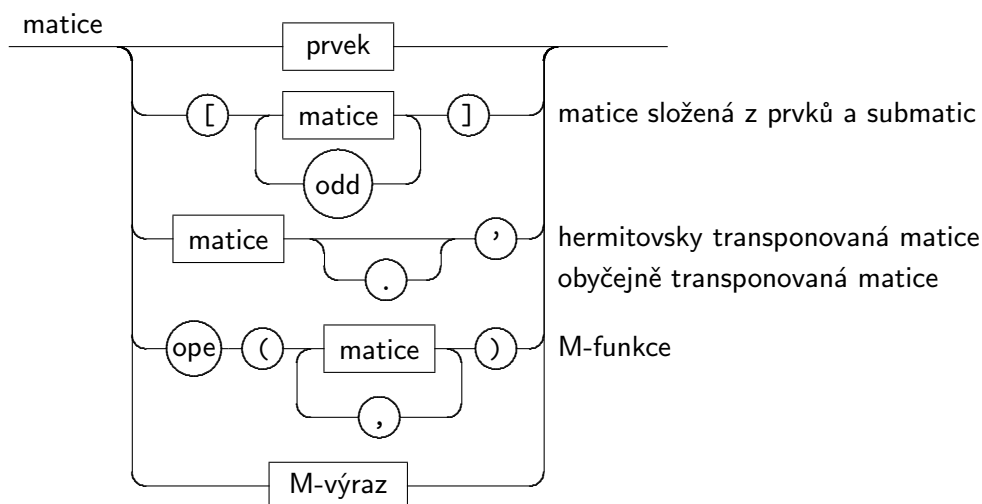 matice
prvek
[ matice ] matice složená z prvků a submatic
odd
matice ’ hermitovsky transponovaná matice
. obyčejně transponovaná matice
ope ( matice ) M-funkce
,
M-výraz